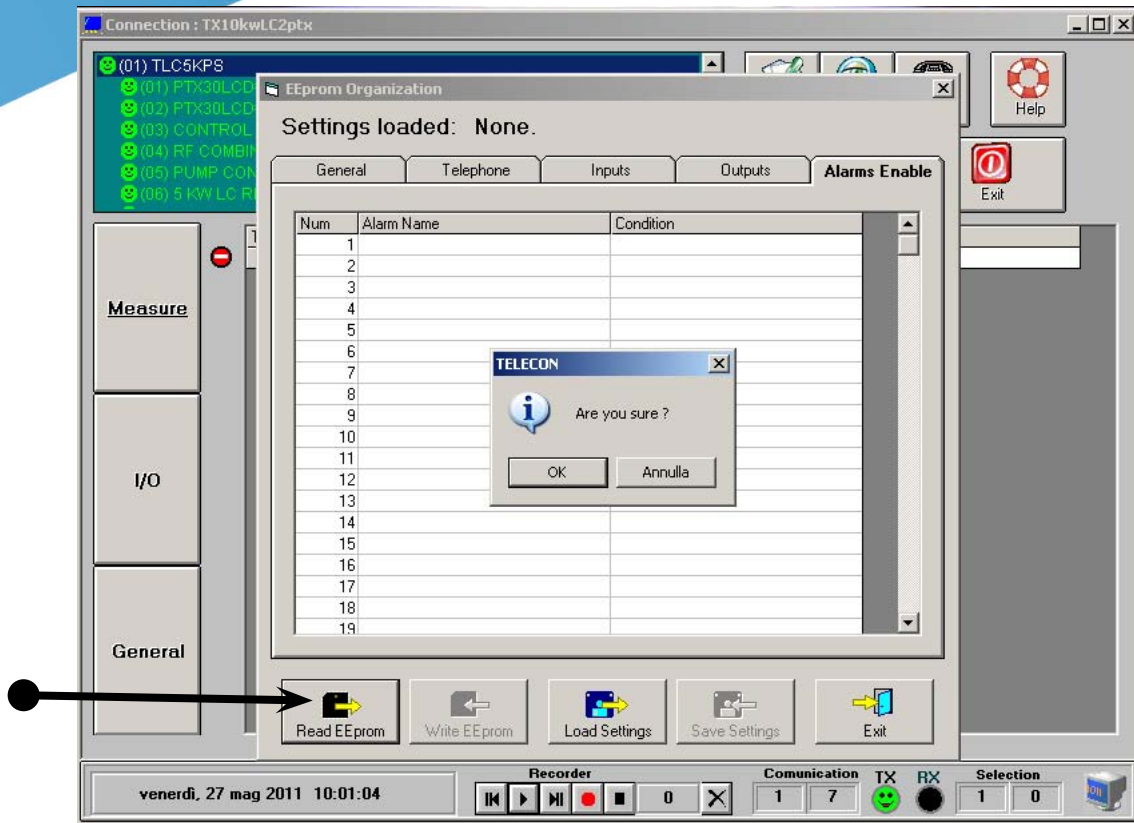 Connection : TX10kwLC2ptx
(01) TLC5KPS
(01) PTX30LCD
(02) PTX30LCD
(03) CONTROL
(04) RF COMBIN
(05) PUMP CON
(06) 5 KW LC R
Help
Exit
EEprom Organization
Settings loaded: None.
General
Telephone
Inputs
Outputs
Alarms Enable
Num Alarm Name Condition
1
2
3
4
5
6
7
8
9
10
11
12
13
14
15
16
17
18
19
TELECON
Are you sure ?
OK
Annulla
Measure
I/O
General
Read EEprom
Write EEprom
Load Settings
Save Settings
Exit
venerdì, 27 mag 2011 10:01:04
Recorder
0
Comunication
1 7
TX
RX
Selection
1 0